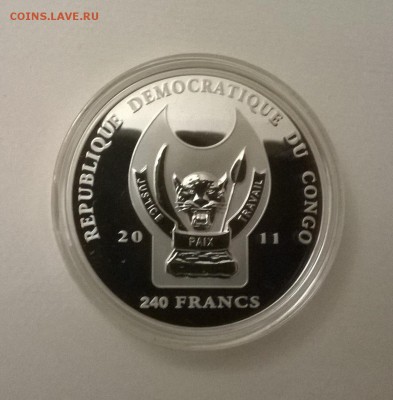 COINS.LAVE.RU
REPUBLIQUE DEMOCRATIQUE DU CONGO
JUSTICE
PAIX
TRAVAIL
20 11
240 FRANCS